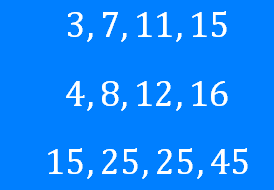 3, 7, 11, 15
4, 8, 12, 16
15, 25, 25, 45